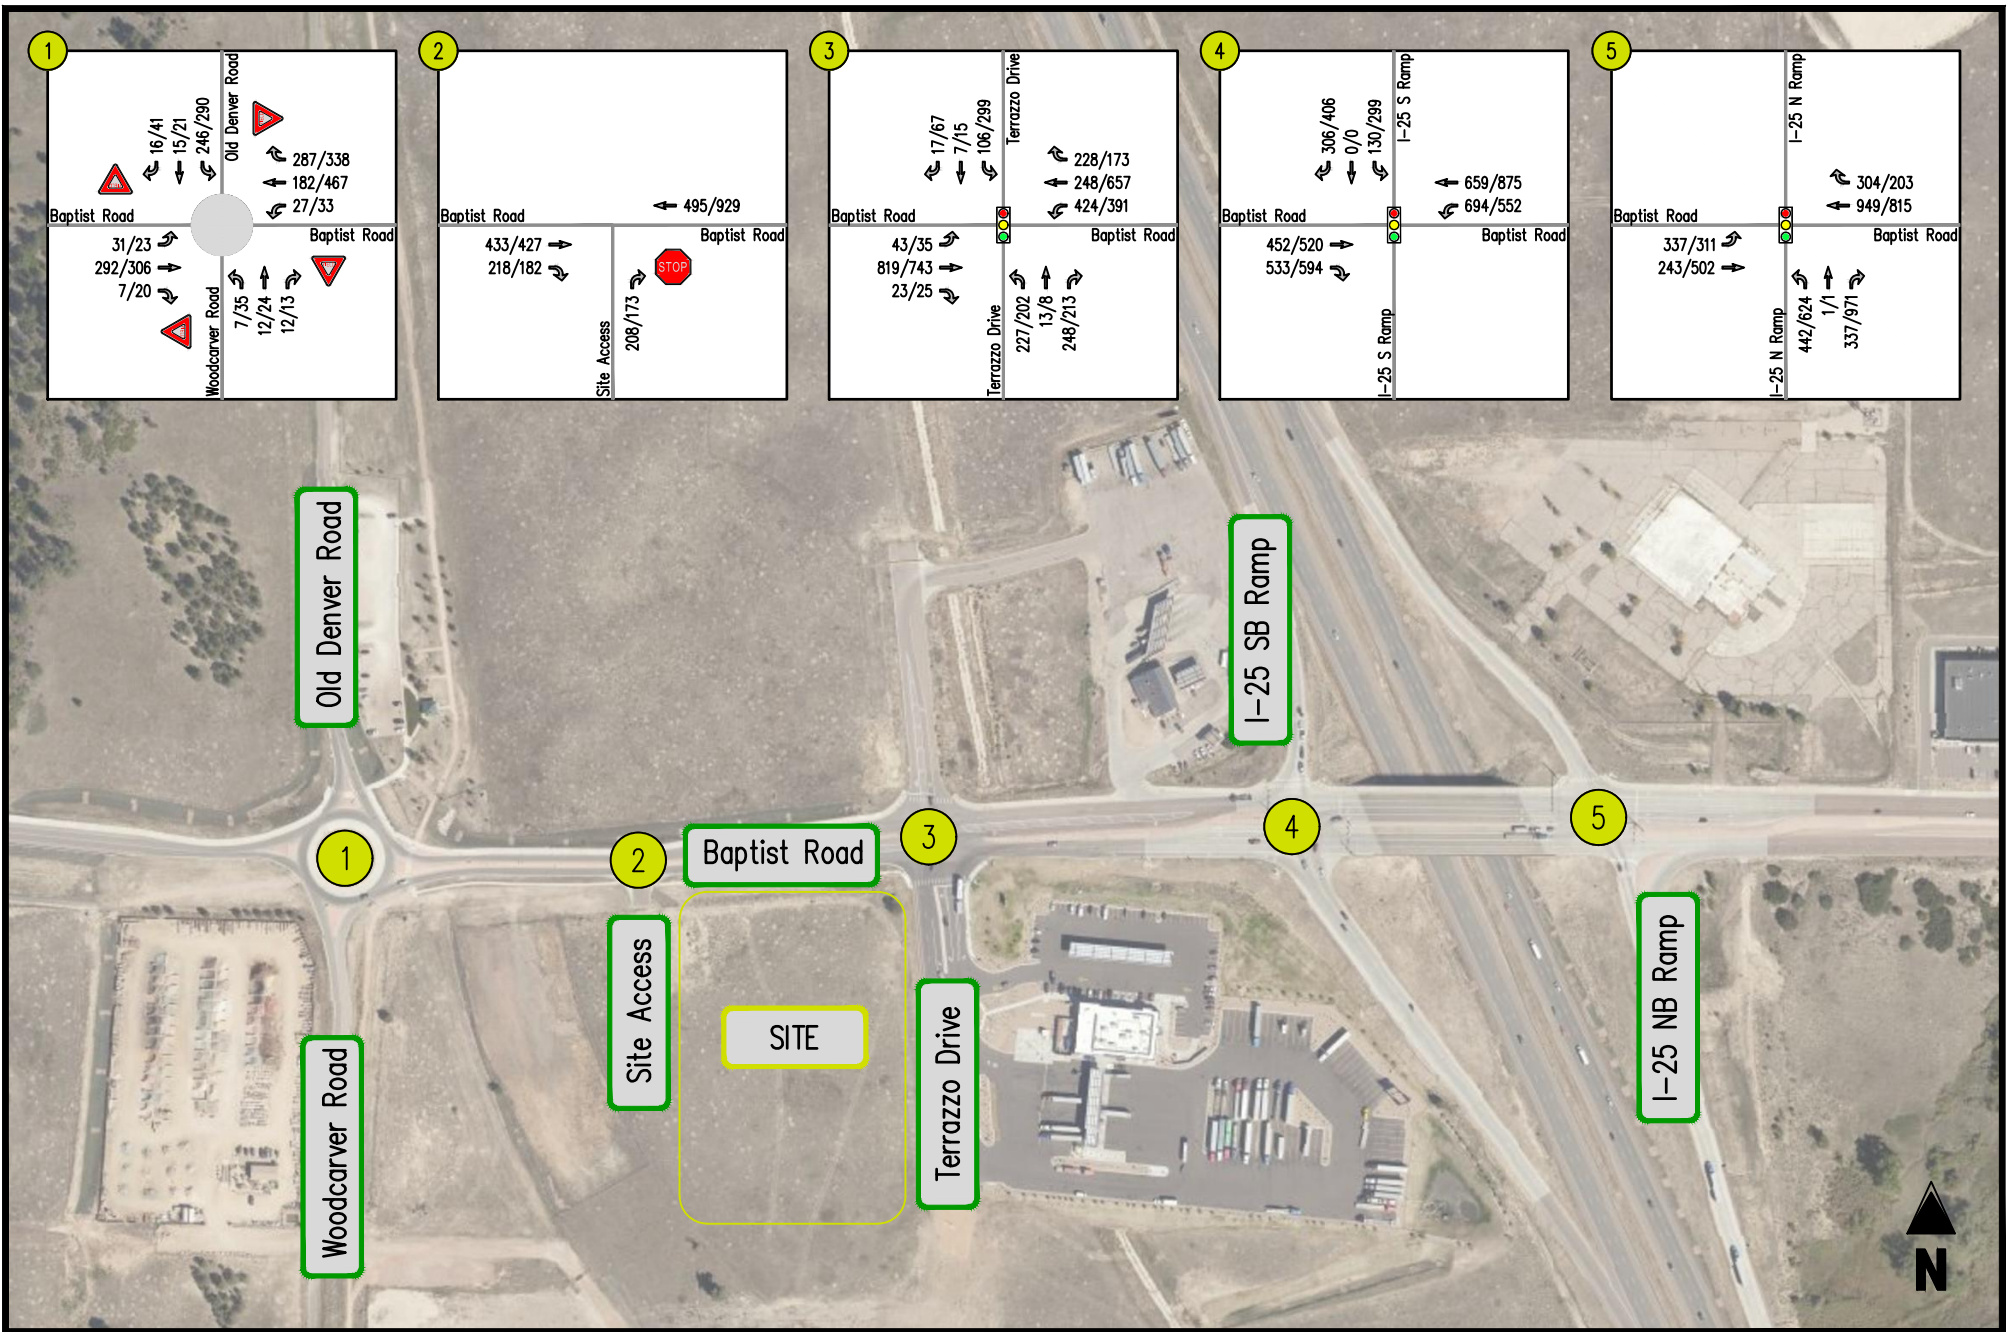 1
Old Denver Road
16/41
15/21
246/290
287/338
182/467
27/33
Baptist Road
Baptist Road
31/23
292/306
7/20
7/35
12/24
12/13
Woodcarver Road
2
495/929
Baptist Road
Baptist Road
433/427
218/182
STOP
208/173
Site Access
3
Terrazzo Drive
17/67
7/15
106/299
228/173
248/657
424/391
Baptist Road
Baptist Road
43/35
819/743
23/25
227/202
13/8
248/213
Terrazzo Drive
4
I-25 S Ramp
306/406
0/0
130/299
659/875
694/552
Baptist Road
Baptist Road
452/520
533/594
I-25 S Ramp
5
I-25 N Ramp
304/203
949/815
Baptist Road
Baptist Road
337/311
243/502
442/624
1/1
337/971
I-25 N Ramp
Old Denver Road
I-25 SB Ramp
1
2
Baptist Road
3
4
5
Site Access
SITE
Terrazzo Drive
I-25 NB Ramp
Woodcarver Road
N